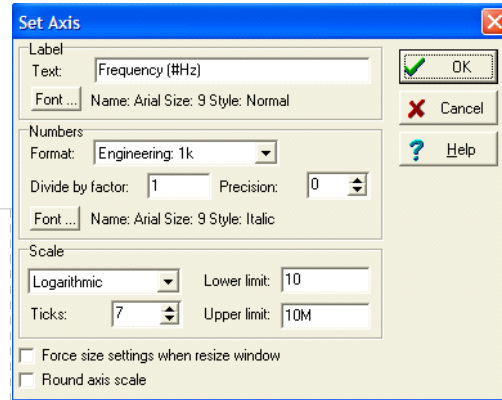 Set Axis
Label
Text: Frequency (#Hz)
Font ... Name: Arial Size: 9 Style: Normal
OK
Cancel
Help
Numbers
Format: Engineering: 1k
Divide by factor: 1 Precision: 0
Font ... Name: Arial Size: 9 Style: Italic
Scale
Logarithmic Lower limit: 10
Ticks: 7 Upper limit: 10M
Force size settings when resize window
Round axis scale